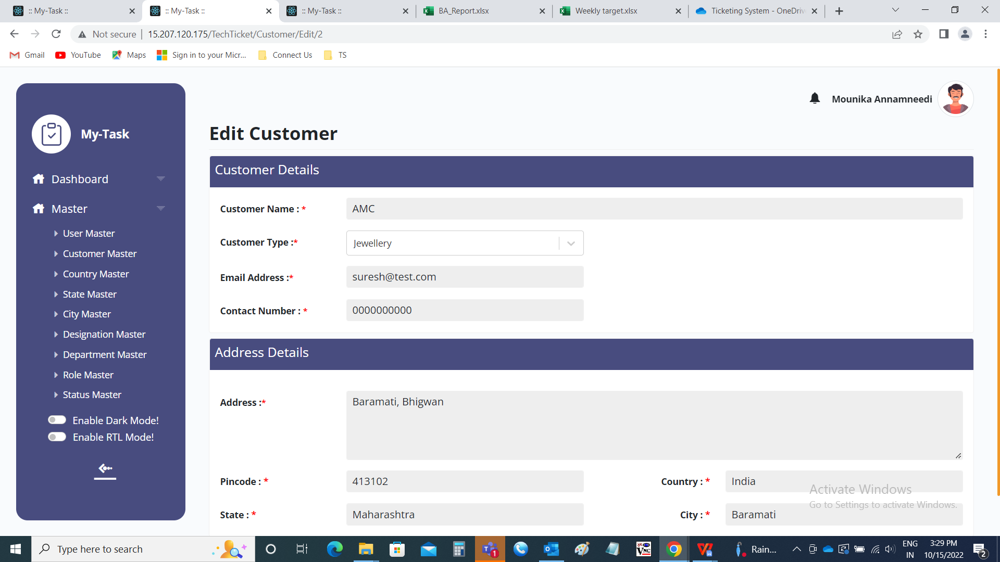 :: My-Task ::
:: My-Task ::
:: My-Task ::
BA_Report.xlsx
Weekly target.xlsx
Ticketing System - OneDrive
Not secure
15.207.120.175/TechTicket/Customer/Edit/2
Gmail
YouTube
Maps
Sign in to your Micr...
Connect Us
TS
Mounika Annamneedi
My-Task
Dashboard
Master
User Master
Customer Master
Country Master
State Master
City Master
Designation Master
Department Master
Role Master
Status Master
Enable Dark Mode!
Enable RTL Mode!
Edit Customer
Customer Details
Customer Name : * AMC
Customer Type :* Jewellery
Email Address :* suresh@test.com
Contact Number : * 0000000000
Address Details
Address :* Baramati, Bhigwan
Pincode : * 413102 Country : * India
State : * Maharashtra City : * Baramati
Activate Windows
Go to Settings to activate Windows.
Type here to search
1
VNC
Rain...
ENG
IN
3:29 PM
10/15/2022
2